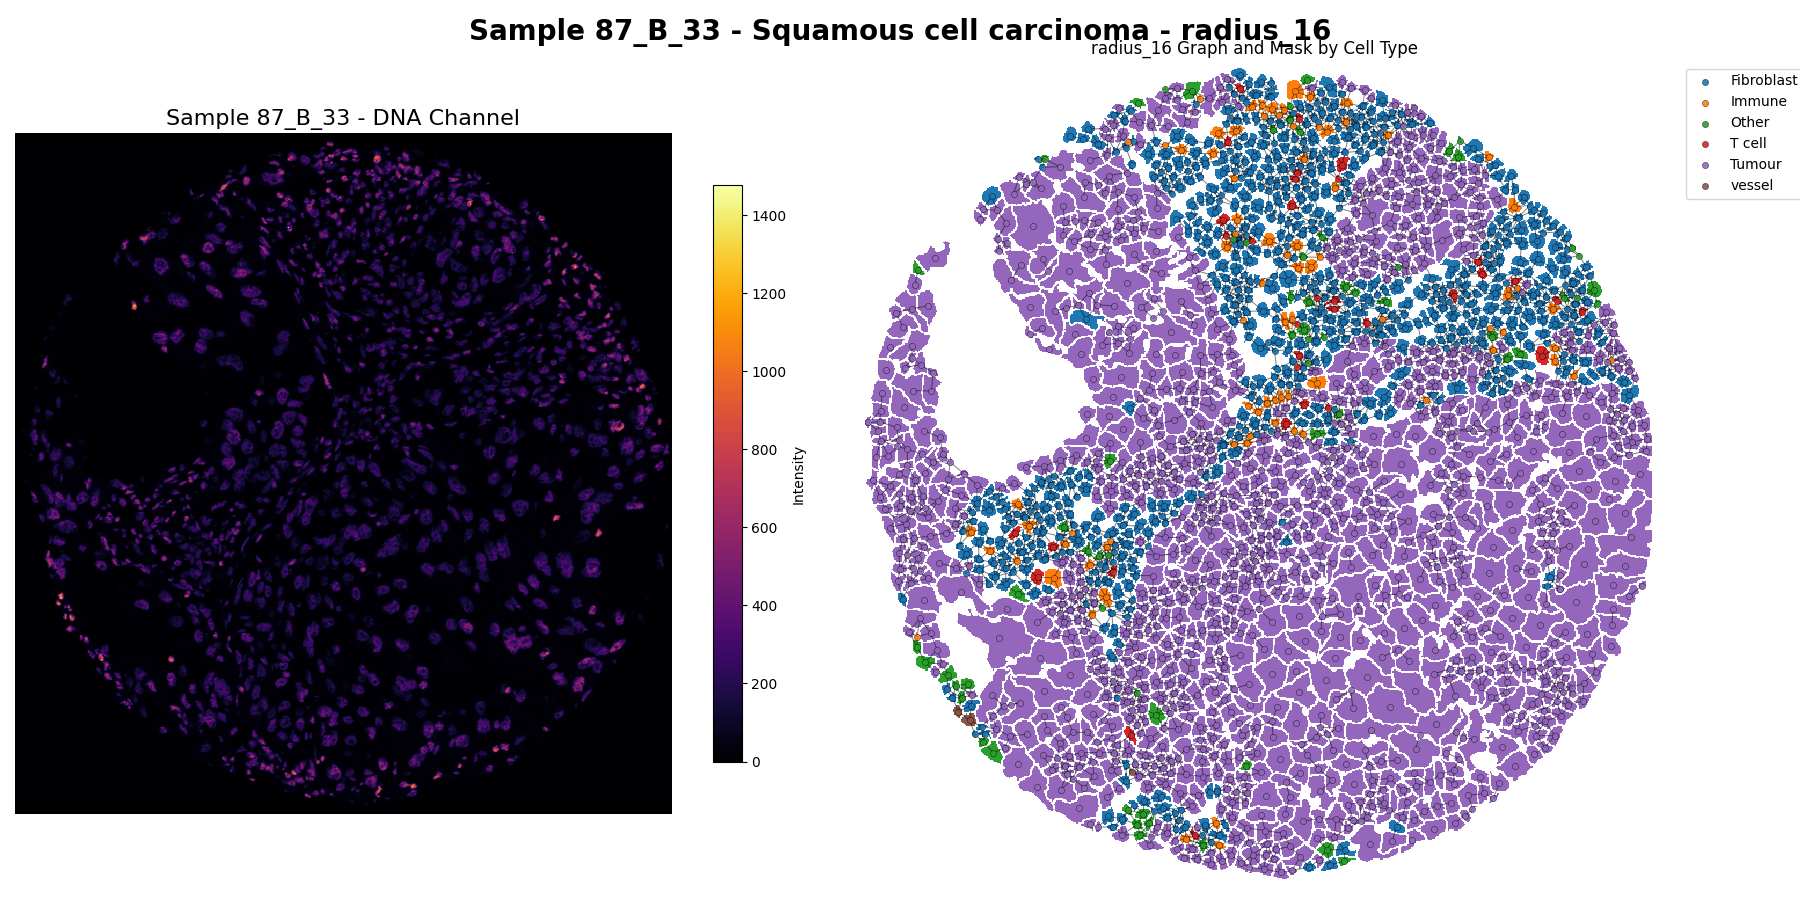 Sample 87_B_33 - Squamous cell carcinoma - radius_16
Sample 87_B_33 - DNA Channel
1400
1200
1000
800
600
400
200
0
Intensity
radius_16 Graph and Mask by Cell Type
Fibroblast
Immune
Other
T cell
Tumour
vessel